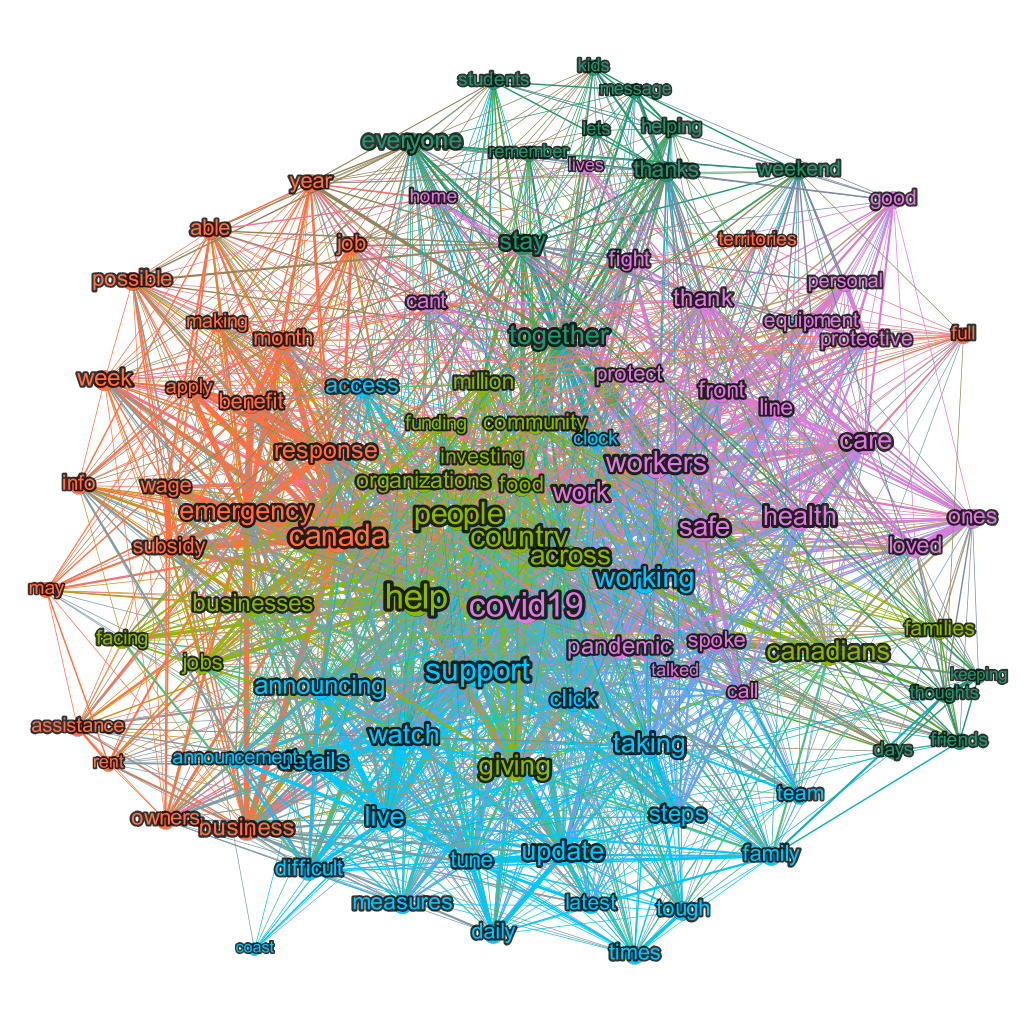 kids
students
message
lets
helping
everyone
remember
lives
thanks
weekend
year
home
good
able
job
stay
fight
territories
possible
cant
thank
personal
making
month
together
equipment
protective
full
week
apply
benefit
access
million
protect
front
line
funding
community
clock
response
investing
workers
care
info
wage
organizations
food
work
emergency
canada
people
country
safe
health
ones
subsidy
across
loved
may
businesses
help
covid19
working
facing
jobs
pandemic
spoke
canadians
families
announcing
support
talked
call
keeping
thoughts
click
assistance
watch
taking
days
friends
rent
announcement
details
giving
team
owners
business
live
steps
difficult
tune
update
family
measures
latest
tough
daily
coast
times